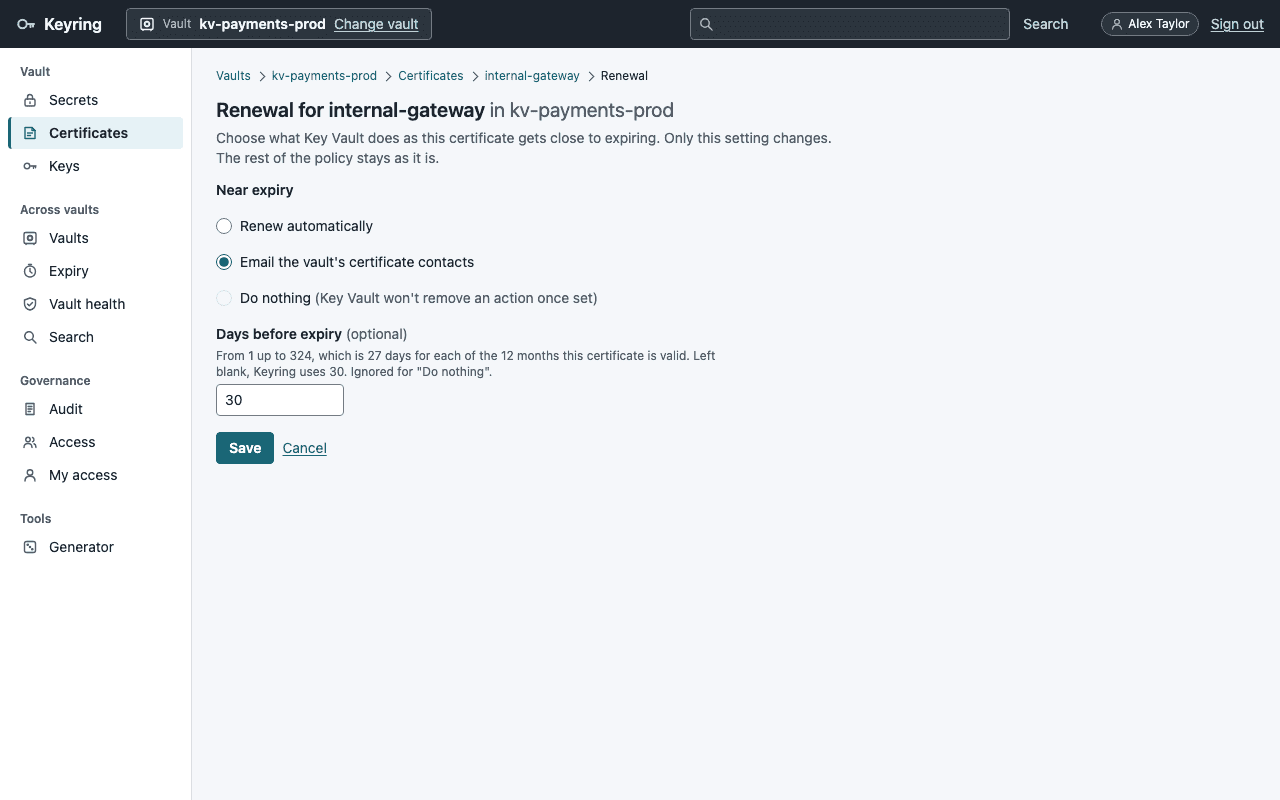 Keyring
Vault kv-payments-prod Change vault
Search
Alex Taylor
Sign out
Vault
Secrets
Certificates
Keys
Across vaults
Vaults
Expiry
Vault health
Search
Governance
Audit
Access
My access
Tools
Generator
Vaults > kv-payments-prod > Certificates > internal-gateway > Renewal
Renewal for internal-gateway in kv-payments-prod
Choose what Key Vault does as this certificate gets close to expiring. Only this setting changes.
The rest of the policy stays as it is.
Near expiry
Renew automatically
Email the vault's certificate contacts
Do nothing (Key Vault won't remove an action once set)
Days before expiry (optional)
From 1 up to 324, which is 27 days for each of the 12 months this certificate is valid. Left
blank, Keyring uses 30. Ignored for "Do nothing".
30
Save
Cancel